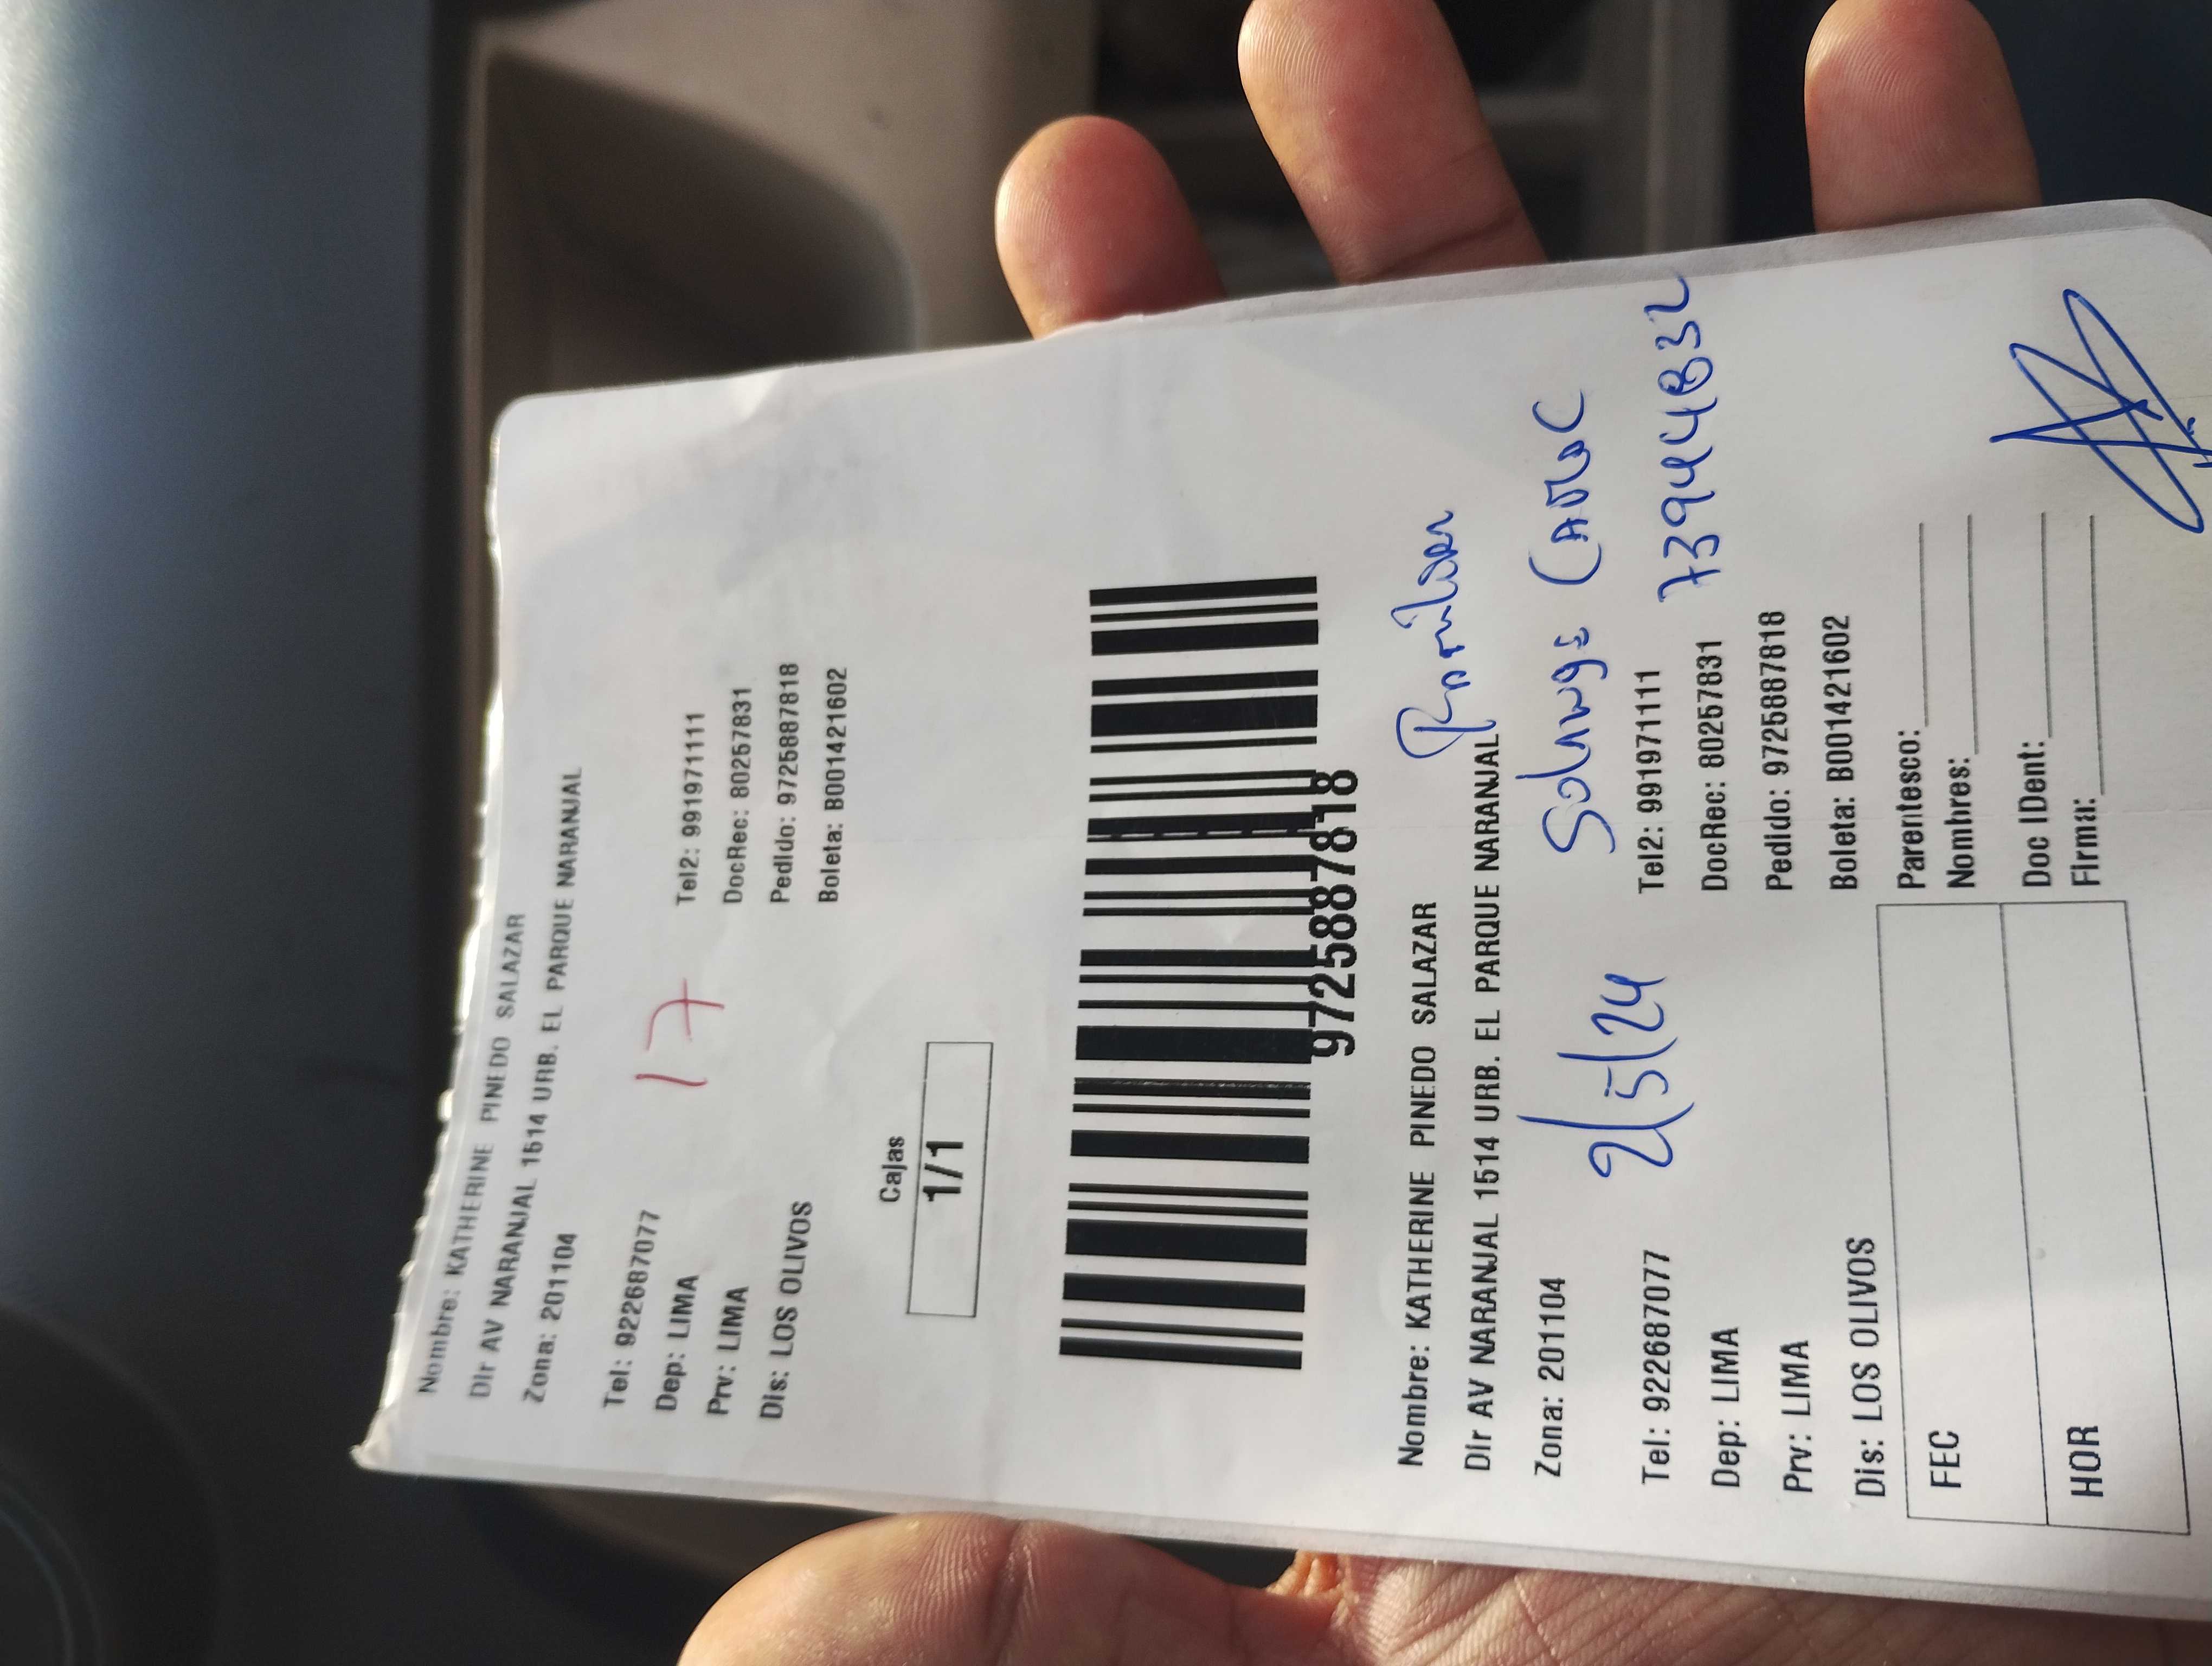 Nombre: KATHERINE PINEDO SALAZAR
Dir AV NARANJAL 1514 URB. EL PARQUE NARANJAL
Zona: 201104
17
Tel: 922687077 Tel2: 991971111
Dep: LIMA DocRec: 80257831
Prv: LIMA Pedido: 9725887818
Dis: LOS OLIVOS Boleta: B001421602
Cajas
1/1
9725887818
Nombre: KATHERINE PINEDO SALAZAR
Dir AV NARANJAL 1514 URB. EL PARQUE NARANJAL
Zona: 201104
2/5/24 Solange
73944832
Tel: 922687077 Tel2: 991971111
Dep: LIMA DocRec: 80257831
Prv: LIMA Pedido: 9725887818
Dis: LOS OLIVOS Boleta: B001421602
FEC Parentesco:
Nombres:
HOR Doc IDent:
Firma: